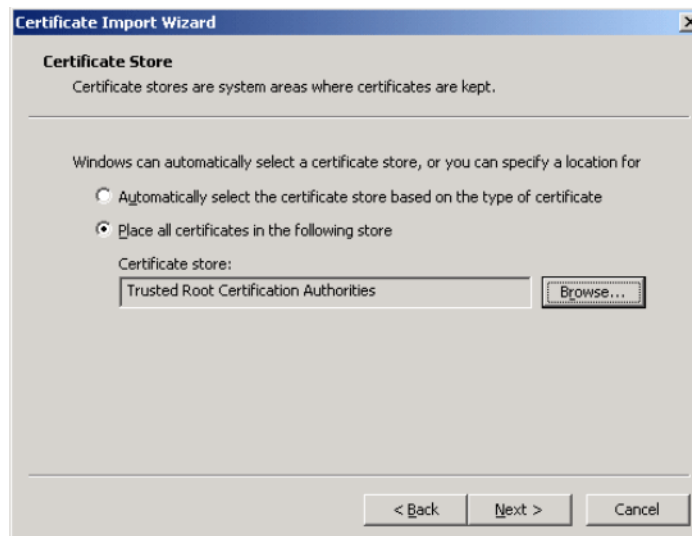 Certificate Import Wizard
Certificate Store
Certificate stores are system areas where certificates are kept.
Windows can automatically select a certificate store, or you can specify a location for
Automatically select the certificate store based on the type of certificate
Place all certificates in the following store
Certificate store:
Trusted Root Certification Authorities
Browse...
< Back
Next >
Cancel